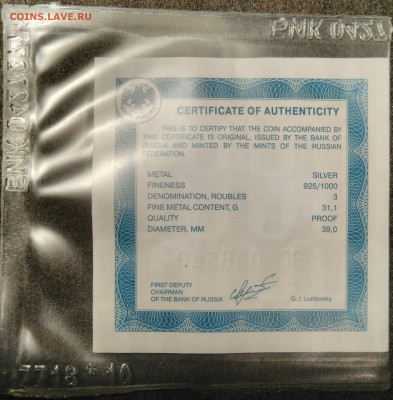 COINS.LAVE.RU
CERTIFICATE OF AUTHENTICITY
THIS IS TO CERTIFY THAT THE COIN ACCOMPANIED BY
THIS CERTIFICATE IS ORIGINAL, ISSUED BY THE BANK OF
RUSSIA AND MINTED BY THE MINTS OF THE RUSSIAN
FEDERATION.
METAL SILVER
FINENESS 925/1000
DENOMINATION, ROUBLES 3
FINE METAL CONTENT, G 31,1
QUALITY PROOF
DIAMETER, MM 39,0
FIRST DEPUTY
CHAIRMAN
OF THE BANK OF RUSSIA
G. I. Luntovsky